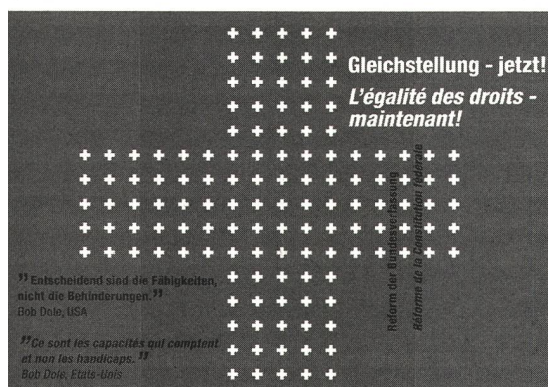 Gleichstellung - jetzt!
L'égalité des droits -
maintenant!
Reform der Bundesverfassung
Réforme de la Constitution fédérale
"Entscheidend sind die Fähigkeiten,
nicht die Behinderungen."
Bob Dole, USA
"Ce sont les capacités qui comptent
et non les handicaps."
Bob Dole, Etats-Unis